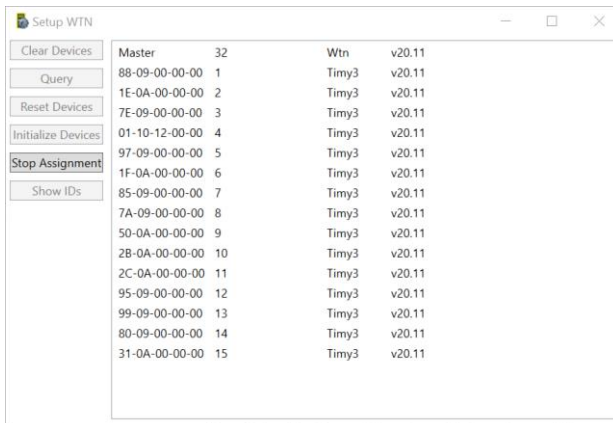 Setup WTN
Clear Devices
Query
Reset Devices
Initialize Devices
Stop Assignment
Show IDs
Master 32 Wtn v20.11
88-09-00-00-00 1 Timy3 v20.11
1E-0A-00-00-00 2 Timy3 v20.11
7E-09-00-00-00 3 Timy3 v20.11
01-10-12-00-00 4 Timy3 v20.11
97-09-00-00-00 5 Timy3 v20.11
1F-0A-00-00-00 6 Timy3 v20.11
85-09-00-00-00 7 Timy3 v20.11
7A-09-00-00-00 8 Timy3 v20.11
50-0A-00-00-00 9 Timy3 v20.11
2B-0A-00-00-00 10 Timy3 v20.11
2C-0A-00-00-00 11 Timy3 v20.11
95-09-00-00-00 12 Timy3 v20.11
99-09-00-00-00 13 Timy3 v20.11
80-09-00-00-00 14 Timy3 v20.11
31-0A-00-00-00 15 Timy3 v20.11